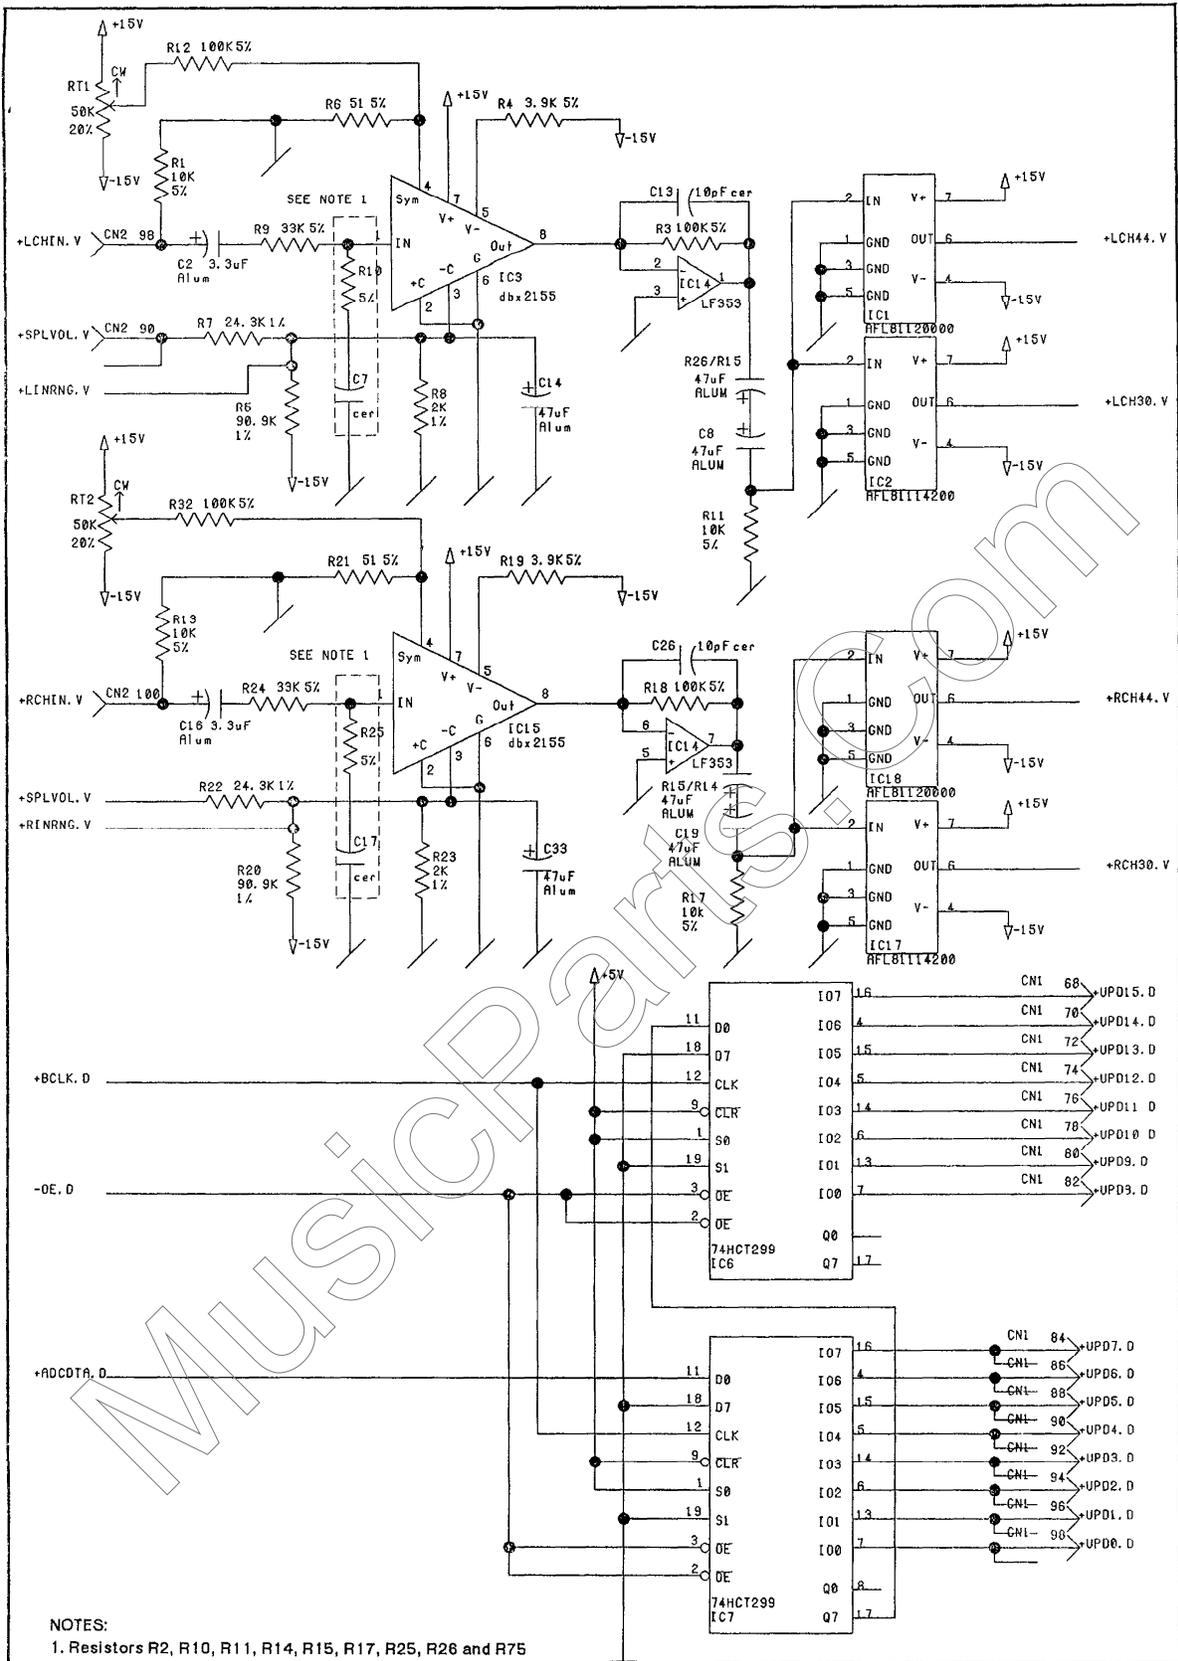 +15V
R12 100K 5%
CW
RT1
50K
20%
-15V
R1
10K
5%
R6 51 5%
+15V
R4 3.9K 5%
-15V
SEE NOTE 1
4
Sym
7
V+
5
V-
Out
8
+LCHIN.V
CN2 98
C2 3.3uF
Alum
R9 33K 5%
1
IN
R10
5%
+C
2
-C
3
G
6
IC3
dbx2155
C13
10pF cer
R3 100K 5%
2
3
IC14
1
LF353
+SPLVOL.V
CN2 90
R7 24.3K 1%
+LINRNG.V
R6
90.9K
1%
-15V
C7
cer
R8
2K
1%
C14
47uF
Alum
R26/R15
47uF
ALUM
C8
47uF
ALUM
R11
10K
5%
2
IN
V+
7
+15V
1
GND
OUT
6
+LCH44.V
3
GND
V-
4
5
GND
-15V
IC1
AFL81120000
2
IN
V+
7
+15V
1
GND
OUT
6
+LCH30.V
3
GND
V-
4
5
GND
-15V
IC2
AFL81114200
+15V
CW
RT2
50K
20%
-15V
R32 100K 5%
R13
10K
5%
R21 51 5%
+15V
R19 3.9K 5%
-15V
SEE NOTE 1
4
Sym
7
V+
5
V-
Out
8
+RCHIN.V
CN2 100
C16 3.3uF
Alum
R24 33K 5%
1
IN
R25
5%
+C
2
-C
3
G
6
IC15
dbx2155
C26
10pF cer
R18 100K 5%
6
5
IC14
7
LF353
+SPLVOL.V
R22 24.3K 1%
+RINRNG.V
R20
90.9K
1%
-15V
C17
cer
R23
2K
1%
C33
47uF
Alum
R15/R14
47uF
ALUM
C19
47uF
ALUM
R17
10k
5%
2
IN
V+
7
+15V
1
GND
OUT
6
+RCH44.V
3
GND
V-
4
5
GND
-15V
IC18
AFL81120000
2
IN
V+
7
+15V
1
GND
OUT
6
+RCH30.V
3
GND
V-
4
5
GND
-15V
IC17
AFL81114200
+5V
IO7 16 CN1 68 +UPD15.D
11 D0 IO6 4 CN1 70 +UPD14.D
18 D7 IO5 15 CN1 72 +UPD13.D
+BCLK.D 12 CLK IO4 5 CN1 74 +UPD12.D
9 CLR IO3 14 CN1 76 +UPD11 D
1 S0 IO2 6 CN1 78 +UPD10 D
19 S1 IO1 13 CN1 80 +UPD9.D
-OE.D 3 OE IO0 7 CN1 82 +UPD9.D
2 OE
Q0
74HCT299
IC6
Q7 17
IO7 16 CN1 84 +UPD7.D
+ADCDTA.D 11 D0 IO6 4 CN1 86 +UPD6.D
18 D7 IO5 15 CN1 88 +UPD5.D
12 CLK IO4 5 CN1 90 +UPD4.D
9 CLR IO3 14 CN1 92 +UPD3.D
1 S0 IO2 6 CN1 94 +UPD2.D
19 S1 IO1 13 CN1 96 +UPD1.D
3 OE IO0 7 CN1 98 +UPD0.D
2 OE
Q0 8
74HCT299
IC7
Q7 17
MusicParts.Com
NOTES:
1. Resistors R2, R10, R11, R14, R15, R17, R25, R26 and R75